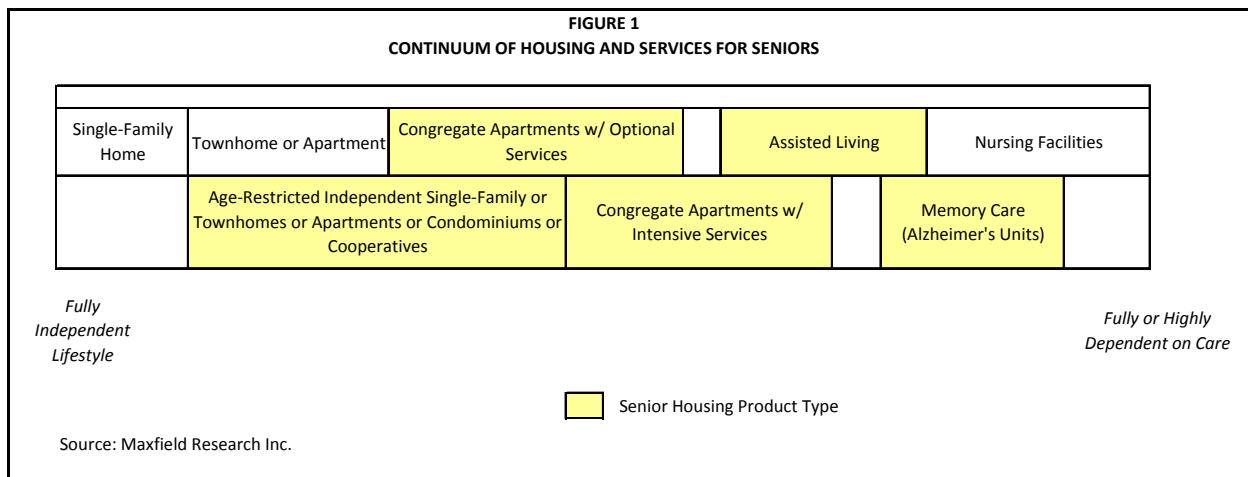 FIGURE 1
CONTINUUM OF HOUSING AND SERVICES FOR SENIORS
Single-Family
Home
Townhome or Apartment
Congregate Apartments w/ Optional
Services
Assisted Living
Nursing Facilities
Age-Restricted Independent Single-Family or
Townhomes or Apartments or Condominiums or
Cooperatives
Congregate Apartments w/
Intensive Services
Memory Care
(Alzheimer's Units)
Fully
Independent
Lifestyle
Fully or Highly
Dependent on Care
Senior Housing Product Type
Source: Maxfield Research Inc.